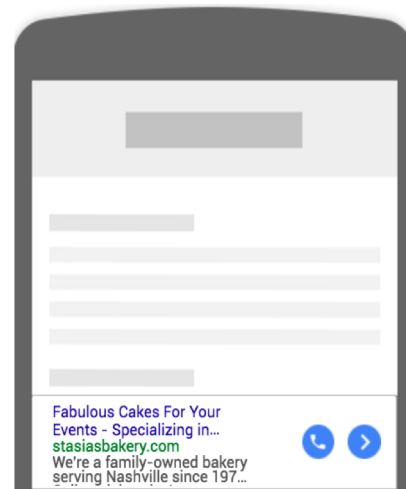 Fabulous Cakes For Your
Events - Specializing in...
stasiasbakery.com
We're a family-owned bakery
serving Nashville since 197...